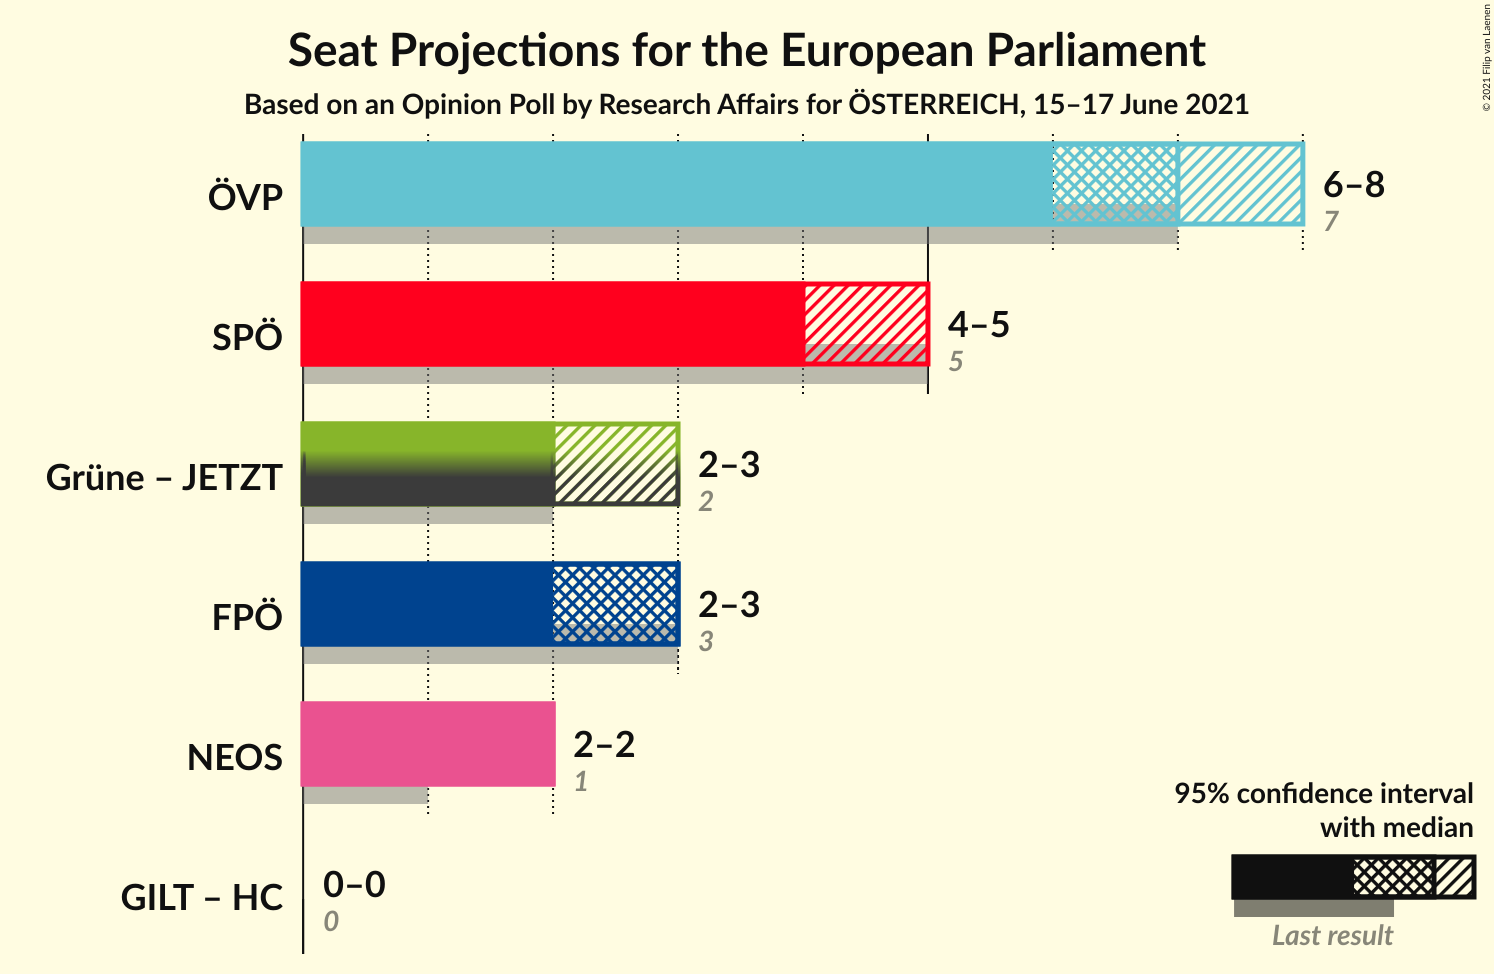 Seat Projections for the European Parliament
Based on an Opinion Poll by Research Affairs for ÖSTERREICH, 15–17 June 2021
© 2021 Filip van Laenen
ÖVP
6–8
7
SPÖ
4–5
5
Grüne – JETZT
2–3
2
FPÖ
2–3
3
NEOS
2–2
1
GILT – HC
0–0
0
95% confidence interval
with median
Last result